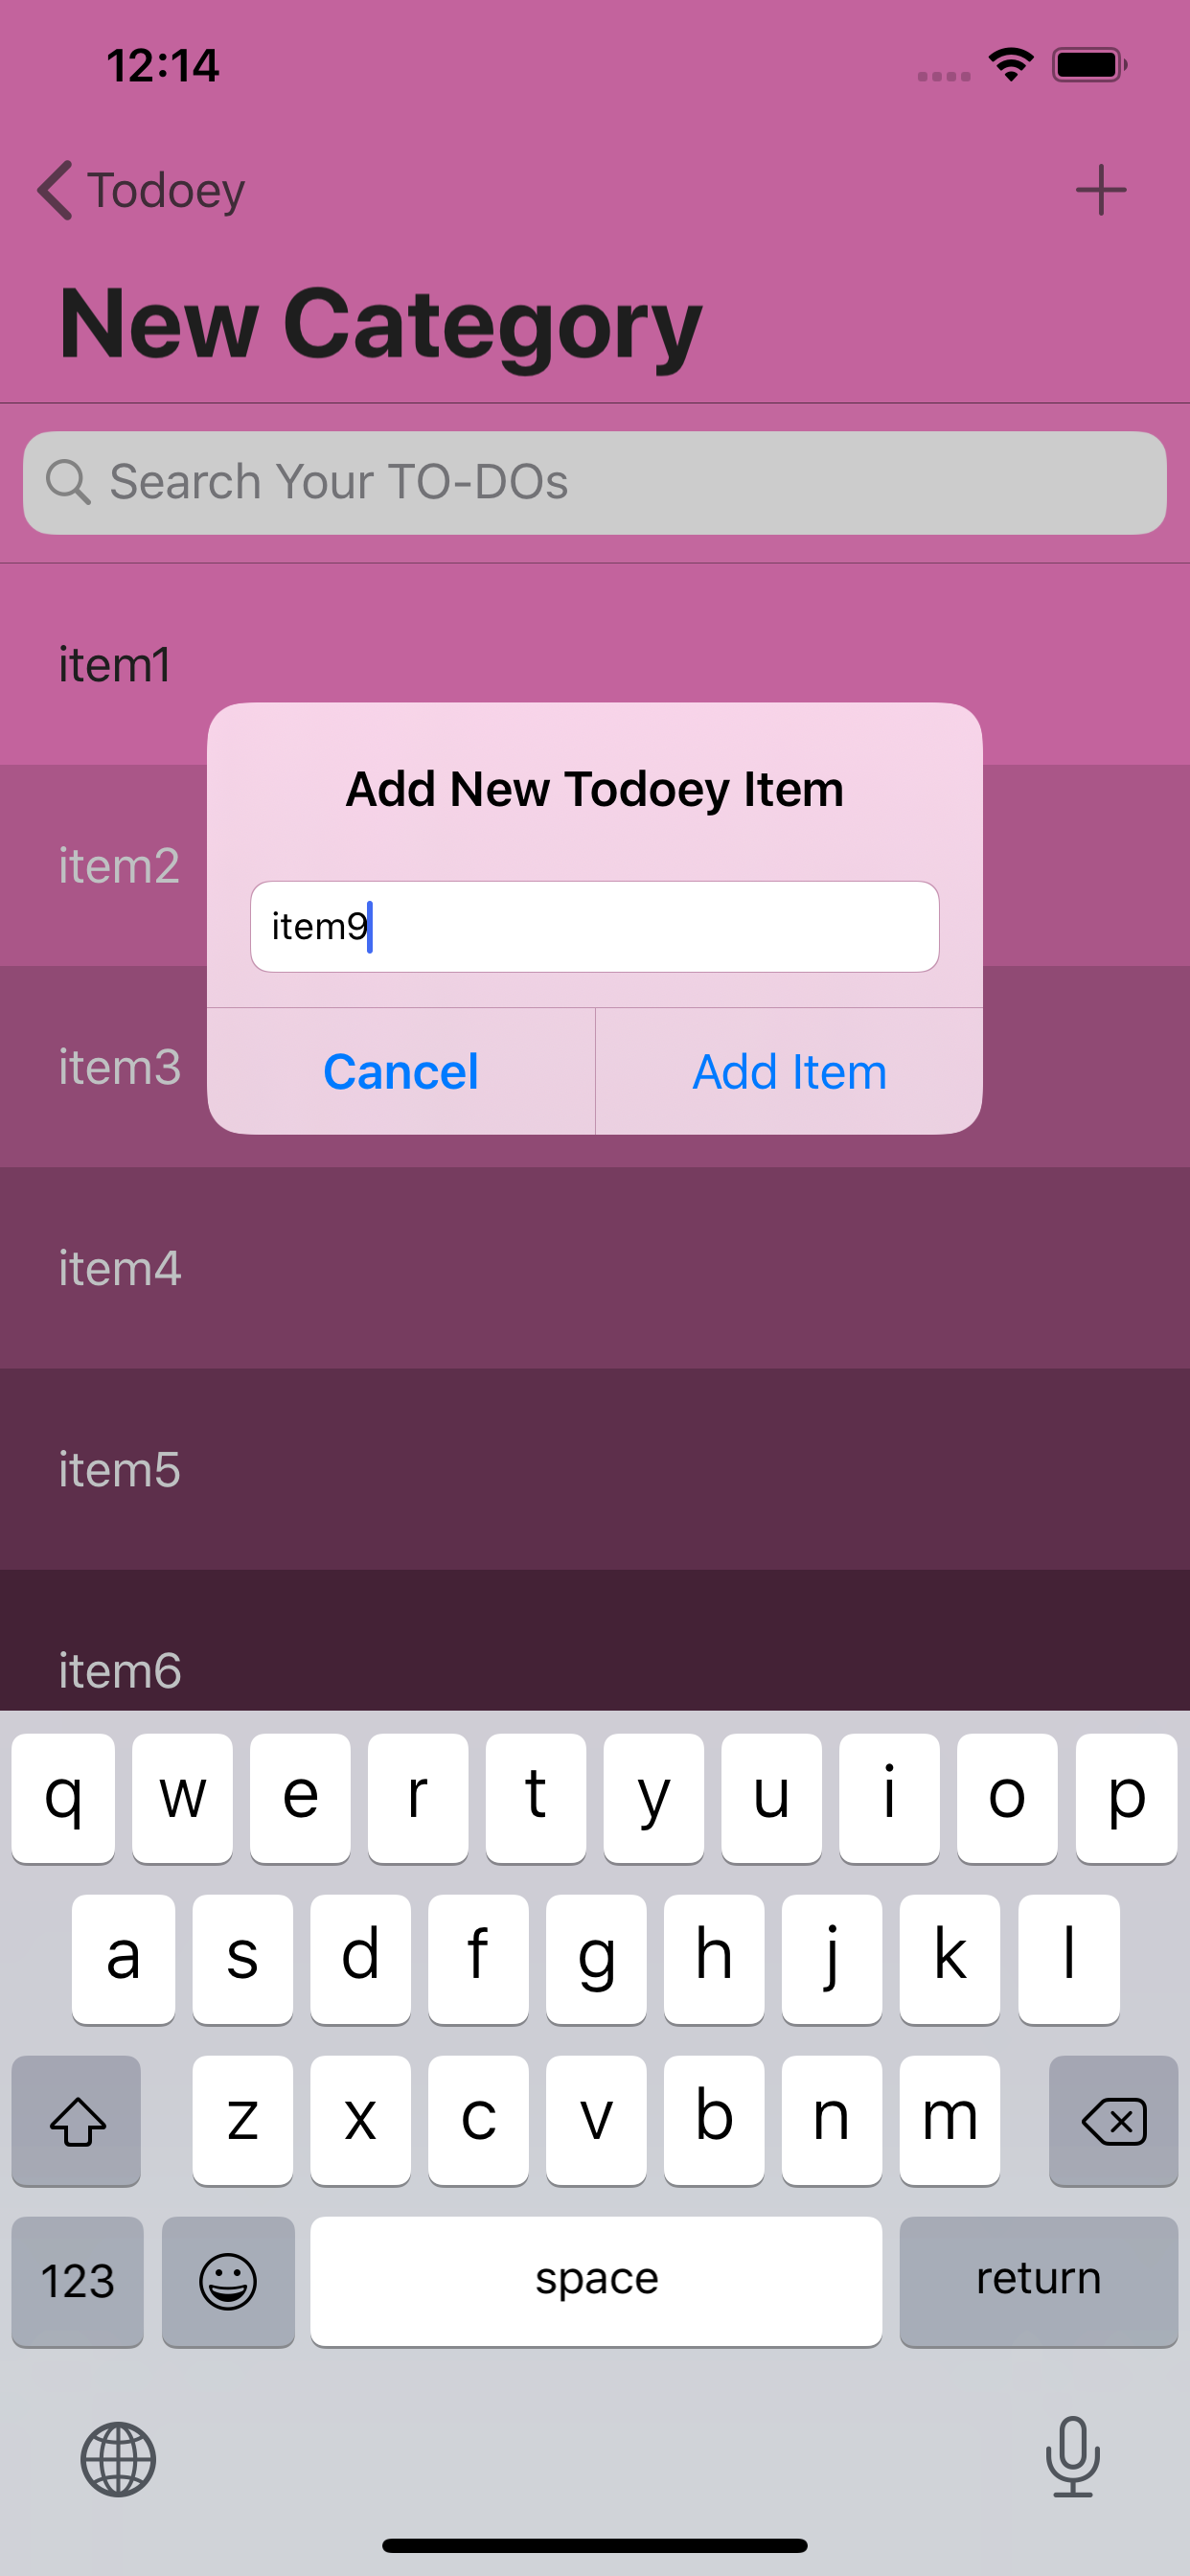 12:14
Todoey
New Category
Search Your TO-DOs
item1
Add New Todoey Item
item2
item9
item3
Cancel Add Item
item4
item5
item6
q w e r t y u i o p
a s d f g h j k l
z x c v b n m
123 space return